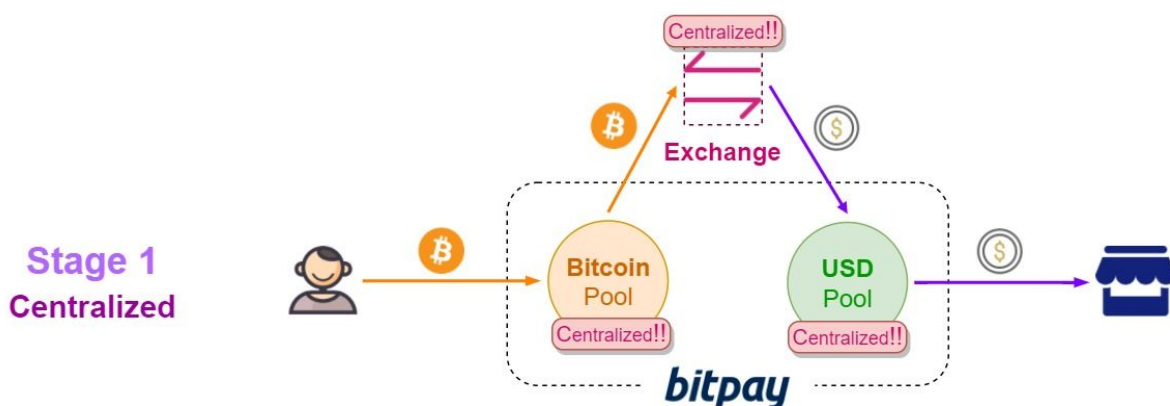 Centralized!!
Exchange
Stage 1
Centralized
Bitcoin
Pool
Centralized!!
USD
Pool
Centralized!!
bitpay